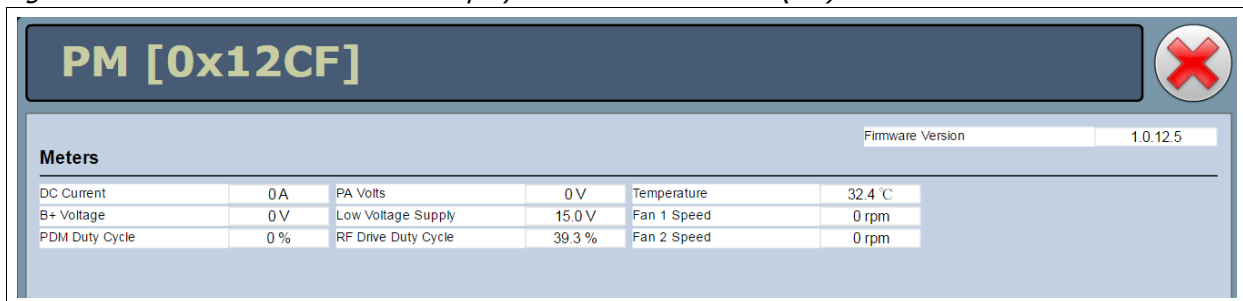 PM [0x12CF]
Firmware Version 1.0.12.5
Meters
DC Current 0 A PA Volts 0 V Temperature 32.4 ℃
B+ Voltage 0 V Low Voltage Supply 15.0 V Fan 1 Speed 0 rpm
PDM Duty Cycle 0 % RF Drive Duty Cycle 39.3 % Fan 2 Speed 0 rpm